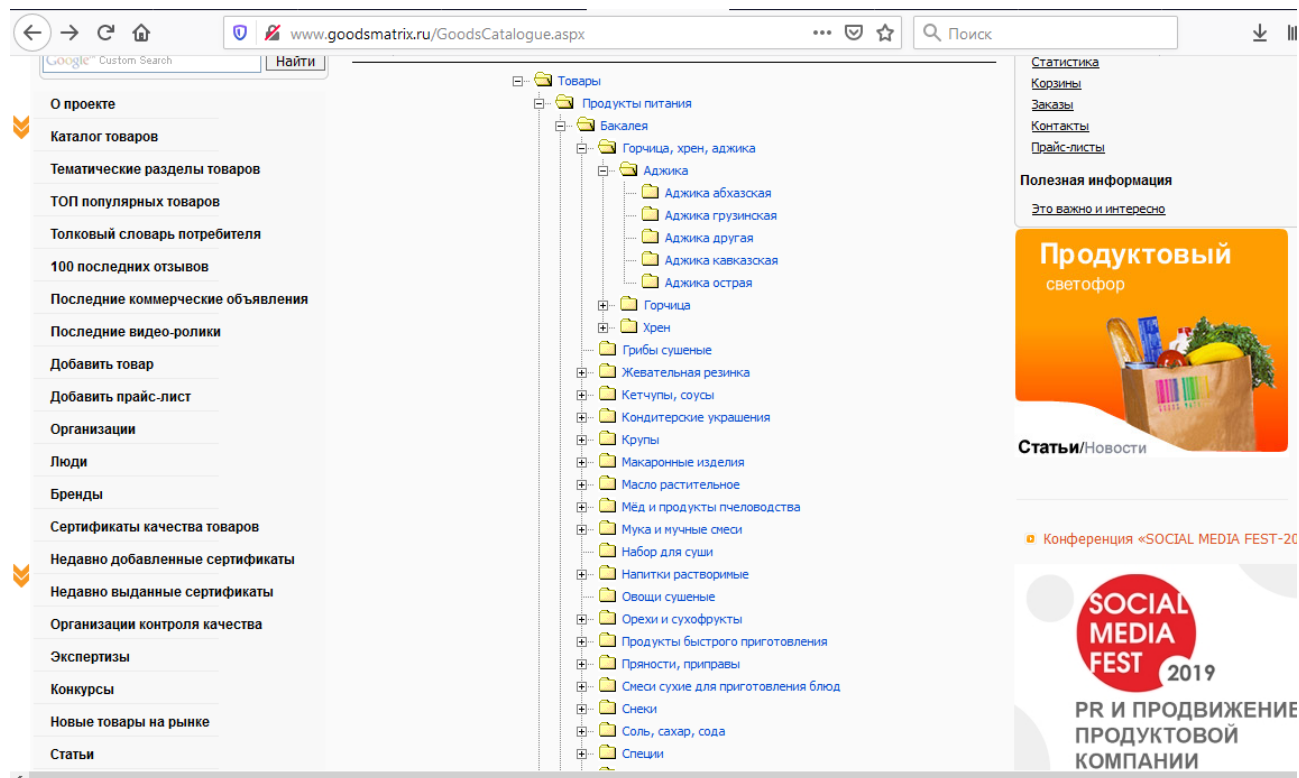 www.goodsmatrix.ru/GoodsCatalogue.aspx
Поиск
Google™ Custom Search
Найти
О проекте
Каталог товаров
Тематические разделы товаров
ТОП популярных товаров
Толковый словарь потребителя
100 последних отзывов
Последние коммерческие объявления
Последние видео-ролики
Добавить товар
Добавить прайс-лист
Организации
Люди
Бренды
Сертификаты качества товаров
Недавно добавленные сертификаты
Недавно выданные сертификаты
Организации контроля качества
Экспертизы
Конкурсы
Новые товары на рынке
Статьи
Товары
Продукты питания
Бакалея
Горчица, хрен, аджика
Аджика
Аджика абхазская
Аджика грузинская
Аджика другая
Аджика кавказская
Аджика острая
Горчица
Хрен
Грибы сушеные
Жевательная резинка
Кетчупы, соусы
Кондитерские украшения
Крупы
Макаронные изделия
Масло растительное
Мёд и продукты пчеловодства
Мука и мучные смеси
Набор для суши
Напитки растворимые
Овощи сушеные
Орехи и сухофрукты
Продукты быстрого приготовления
Пряности, приправы
Смеси сухие для приготовления блюд
Снеки
Соль, сахар, сода
Специи
Статистика
Корзины
Заказы
Контакты
Прайс-листы
Полезная информация
Это важно и интересно
Продуктовый
светофор
Статьи/Новости
Конференция «SOCIAL MEDIA FEST-20
SOCIAL
MEDIA
FEST 2019
PR И ПРОДВИЖЕНИЕ
ПРОДУКТОВОЙ
КОМПАНИИ